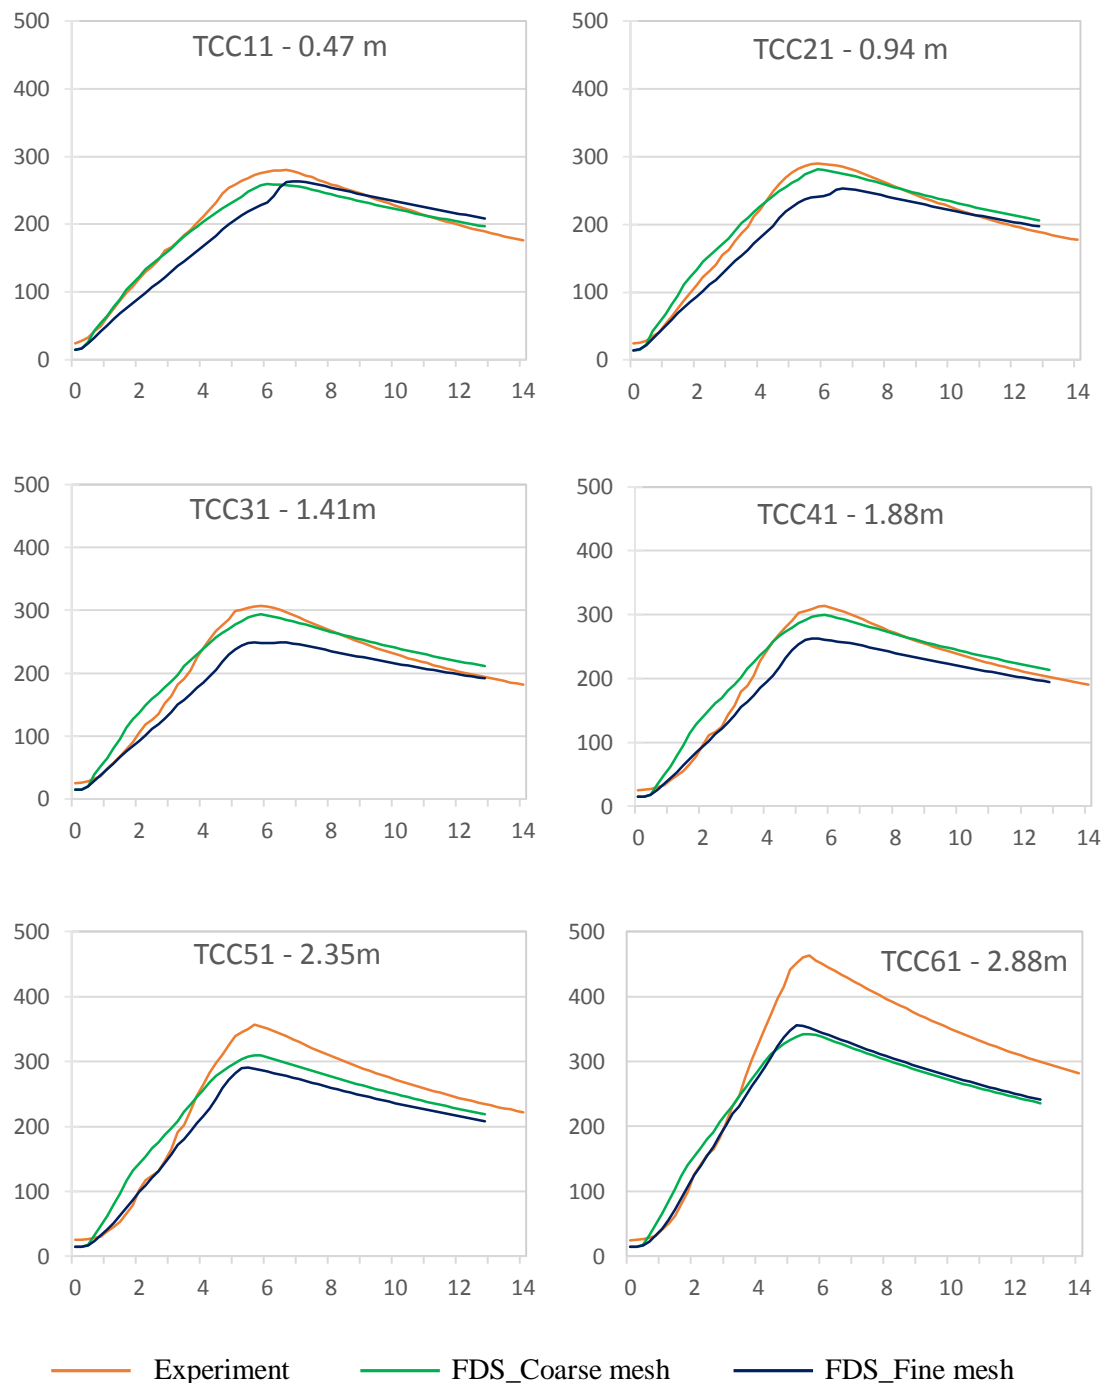 TCC11 - 0.47 m
500
400
300
200
100
0
0 2 4 6 8 10 12 14
TCC21 - 0.94 m
500
400
300
200
100
0
0 2 4 6 8 10 12 14
TCC31 - 1.41m
500
400
300
200
100
0
0 2 4 6 8 10 12 14
TCC41 - 1.88m
500
400
300
200
100
0
0 2 4 6 8 10 12 14
TCC51 - 2.35m
500
400
300
200
100
0
0 2 4 6 8 10 12 14
TCC61 - 2.88m
500
400
300
200
100
0
0 2 4 6 8 10 12 14
Experiment FDS_Coarse mesh FDS_Fine mesh